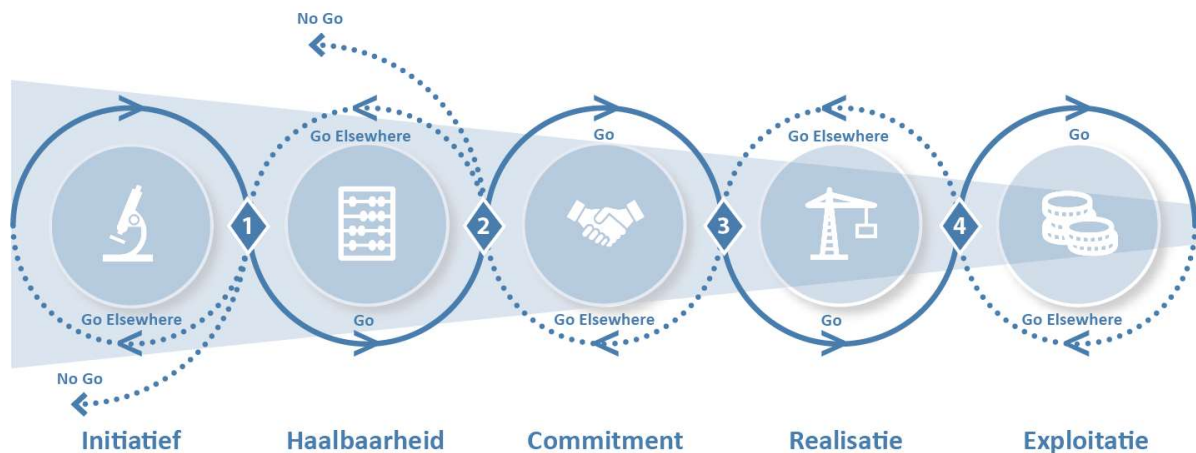 No Go
Go Elsewhere
Go
Go Elsewhere
Go
1
2
3
4
Go Elsewhere
Go
Go Elsewhere
Go
Go Elsewhere
No Go
Initiatief
Haalbaarheid
Commitment
Realisatie
Exploitatie